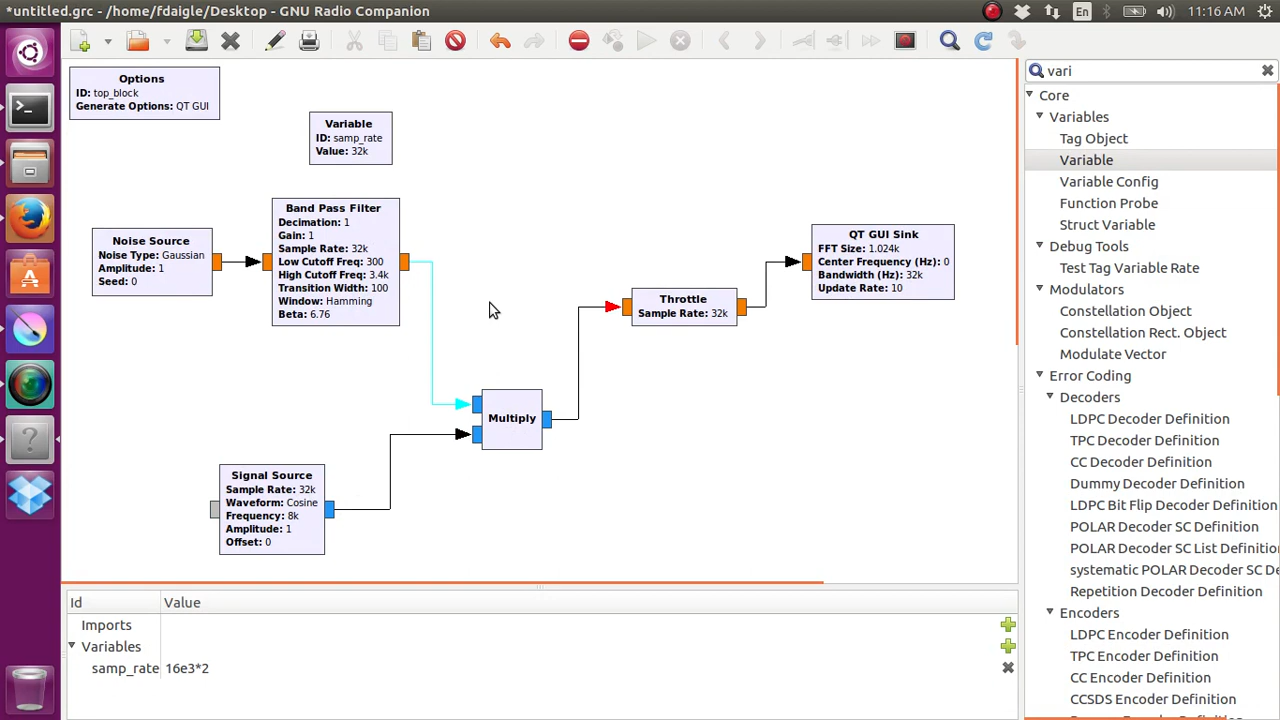 *untitled.grc - /home/fdaigle/Desktop - GNU Radio Companion
En
11:16 AM
Options
ID: top_block
Generate Options: QT GUI
Variable
ID: samp_rate
Value: 32k
Noise Source
Noise Type: Gaussian
Amplitude: 1
Seed: 0
Band Pass Filter
Decimation: 1
Gain: 1
Sample Rate: 32k
Low Cutoff Freq: 300
High Cutoff Freq: 3.4k
Transition Width: 100
Window: Hamming
Beta: 6.76
Multiply
Signal Source
Sample Rate: 32k
Waveform: Cosine
Frequency: 8k
Amplitude: 1
Offset: 0
Throttle
Sample Rate: 32k
QT GUI Sink
FFT Size: 1.024k
Center Frequency (Hz): 0
Bandwidth (Hz): 32k
Update Rate: 10
Id Value
Imports
Variables
samp_rate 16e3*2
vari
Core
Variables
Tag Object
Variable
Variable Config
Function Probe
Struct Variable
Debug Tools
Test Tag Variable Rate
Modulators
Constellation Object
Constellation Rect. Object
Modulate Vector
Error Coding
Decoders
LDPC Decoder Definition
TPC Decoder Definition
CC Decoder Definition
Dummy Decoder Definition
LDPC Bit Flip Decoder Definition
POLAR Decoder SC Definition
POLAR Decoder SC List Definitio
systematic POLAR Decoder SC De
Repetition Decoder Definition
Encoders
LDPC Encoder Definition
TPC Encoder Definition
CC Encoder Definition
CCSDS Encoder Definition